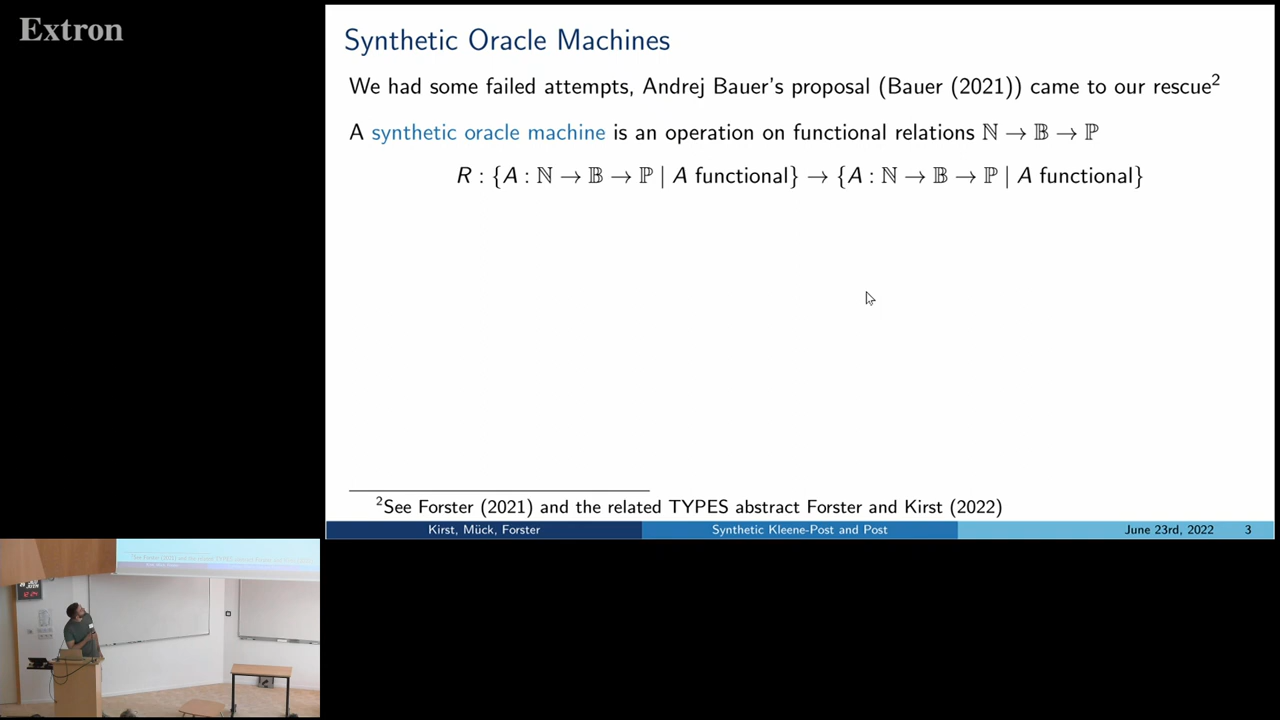 Extron
Synthetic Oracle Machines
We had some failed attempts, Andrej Bauer's proposal (Bauer (2021)) came to our rescue²
A synthetic oracle machine is an operation on functional relations ℕ → 𝔹 → ℙ
R : {A : ℕ → 𝔹 → ℙ | A functional} → {A : ℕ → 𝔹 → ℙ | A functional}
²See Forster (2021) and the related TYPES abstract Forster and Kirst (2022)
Kirst, Mück, Forster
Synthetic Kleene-Post and Post
June 23rd, 2022 3